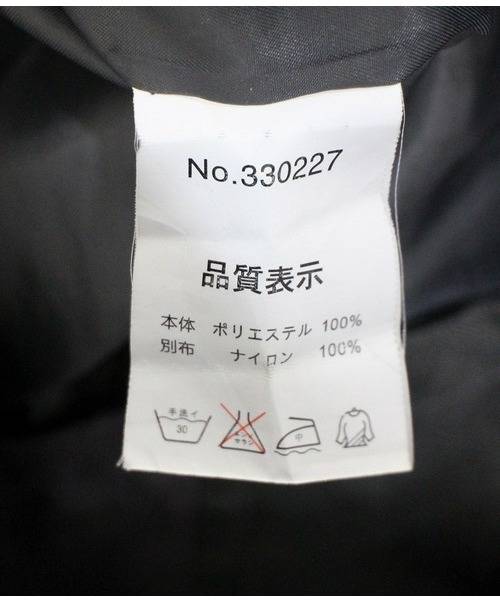 No.330227
品質表示
本体 ポリエステル 100%
別布 ナイロン 100%
手洗イ
30
中